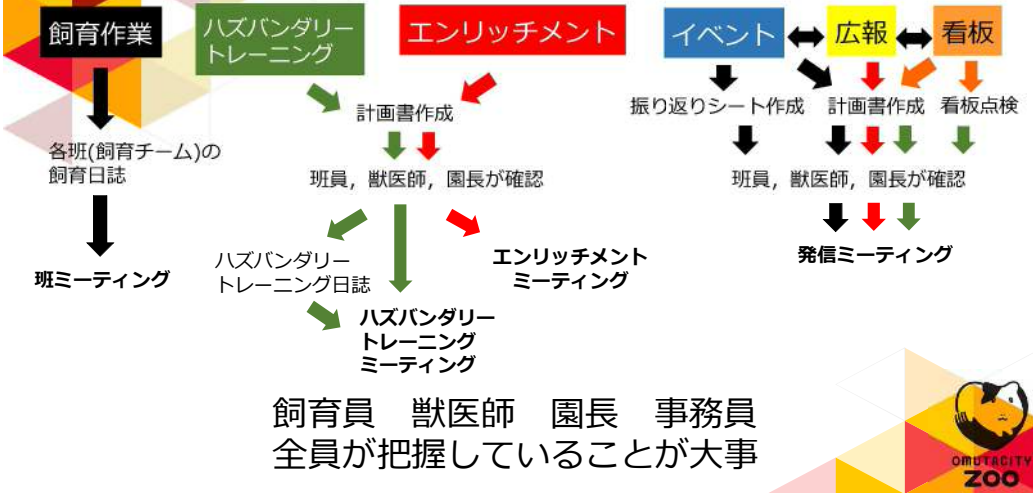 飼育作業
ハズバンダリー
トレーニング
エンリッチメント
イベント
広報
看板
計画書作成
振り返りシート作成
計画書作成
看板点検
各班(飼育チーム)の
飼育日誌
班員，獣医師，園長が確認
班員，獣医師，園長が確認
班ミーティング
ハズバンダリー
トレーニング日誌
エンリッチメント
ミーティング
発信ミーティング
ハズバンダリー
トレーニング
ミーティング
飼育員　獣医師　園長　事務員
全員が把握していることが大事
OMUTACITY
ZOO